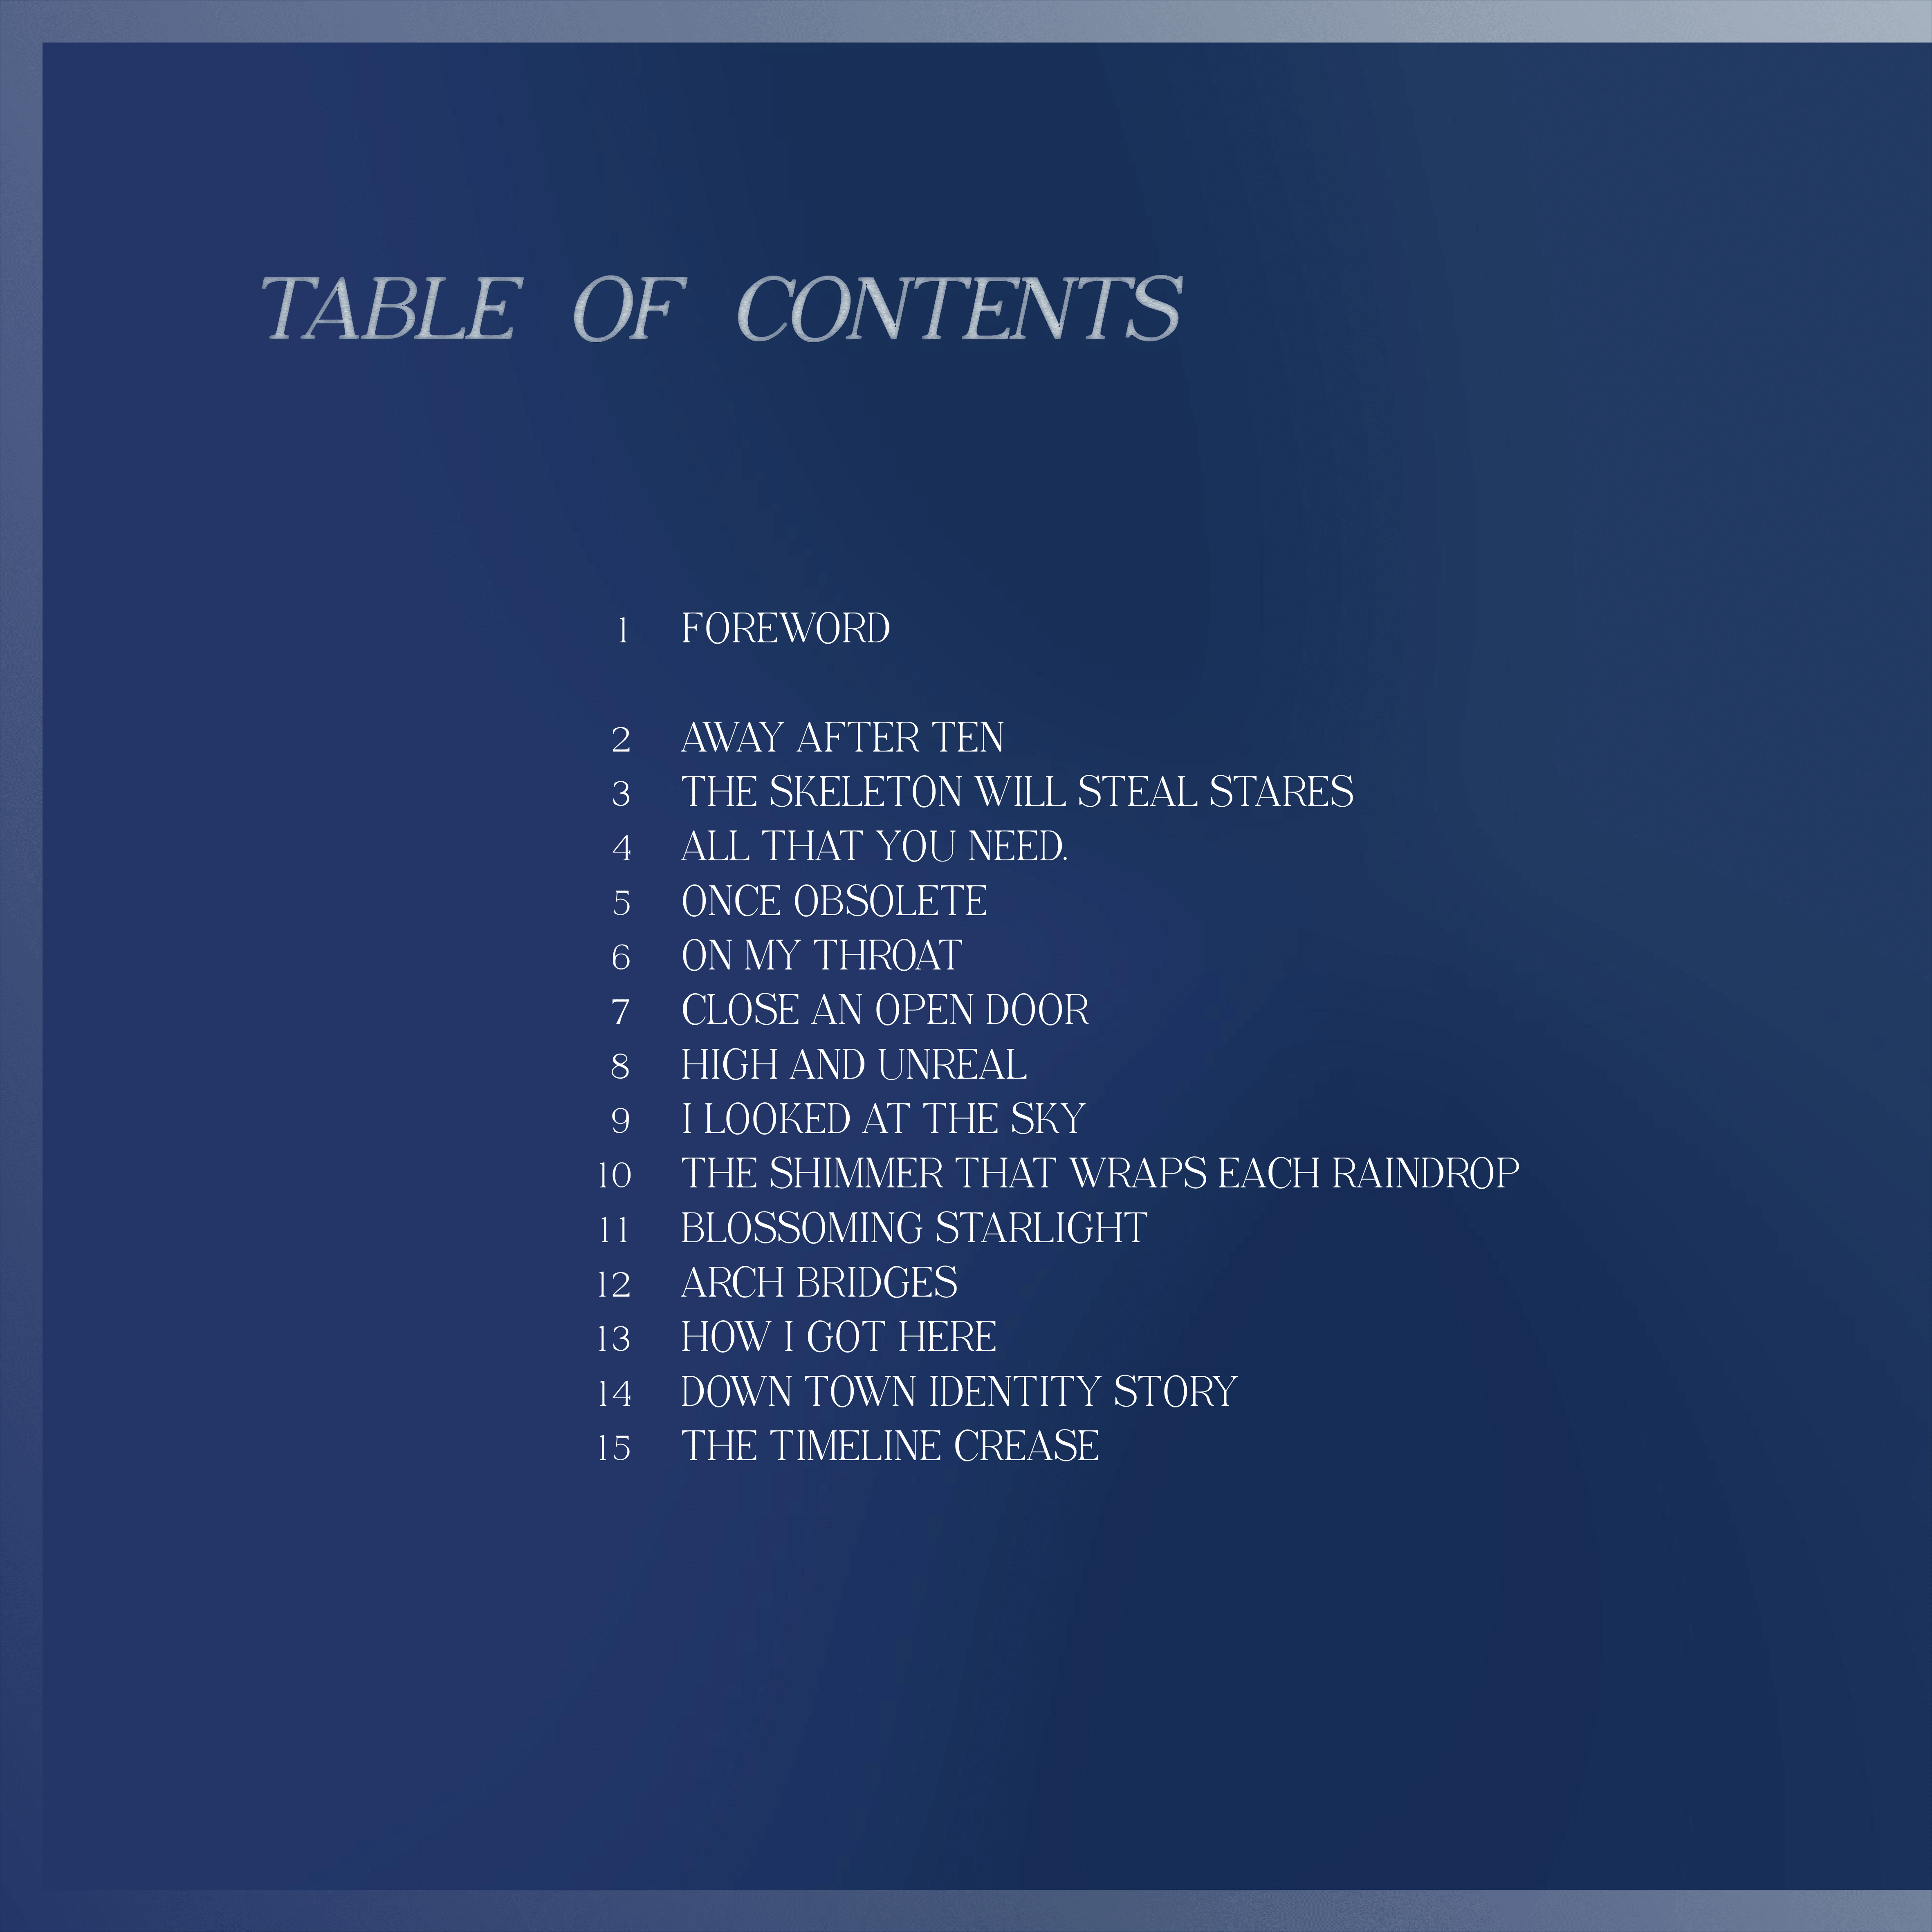 TABLE OF CONTENTS
1 FOREWORD
2 AWAY AFTER TEN
3 THE SKELETON WILL STEAL STARES
4 ALL THAT YOU NEED.
5 ONCE OBSOLETE
6 ON MY THROAT
7 CLOSE AN OPEN DOOR
8 HIGH AND UNREAL
9 I LOOKED AT THE SKY
10 THE SHIMMER THAT WRAPS EACH RAINDROP
11 BLOSSOMING STARLIGHT
12 ARCH BRIDGES
13 HOW I GOT HERE
14 DOWN TOWN IDENTITY STORY
15 THE TIMELINE CREASE